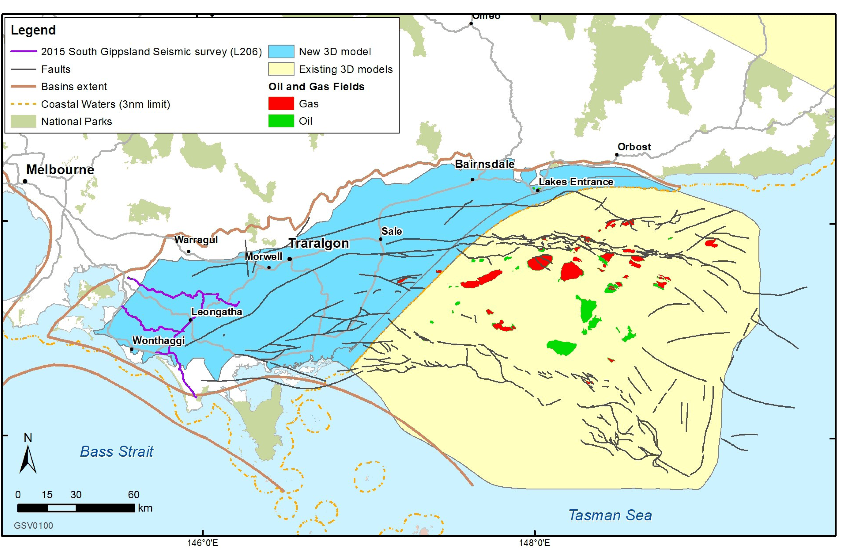 Omeo
Legend
2015 South Gippsland Seismic survey (L206)
New 3D model
Faults
Existing 3D models
Basins extent
Oil and Gas Fields
Coastal Waters (3nm limit)
Gas
National Parks
Oil
Orbost
Bairnsdale
Melbourne
Lakes Entrance
Sale
Warragul
Traralgon
Morwell
Leongatha
Wonthaggi
N
Bass Strait
0 15 30 60
km
Tasman Sea
GSV0100
146°0'E
148°0'E